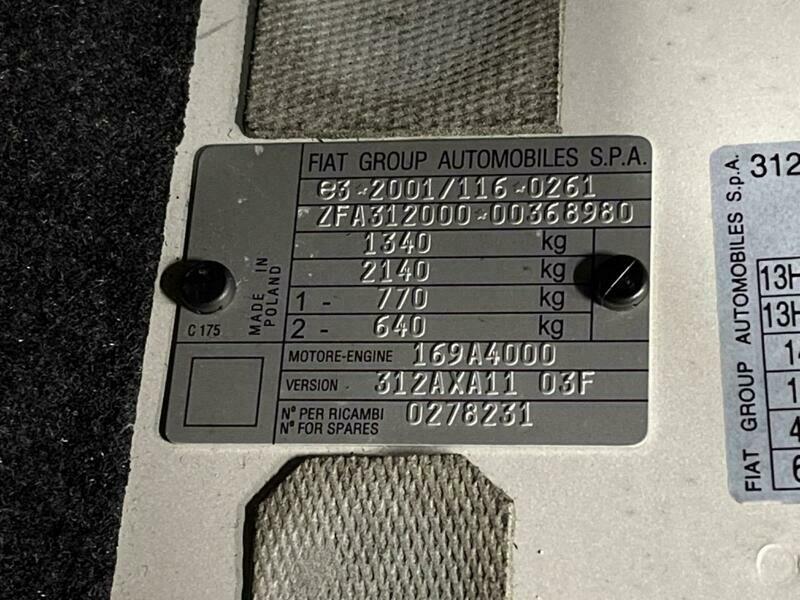 FIAT GROUP AUTOMOBILES S.P.A.
e3*2001/116*0261
ZFA312000*00368980
1340 kg
2140 kg
1 - 770 kg
2 - 640 kg
MADE IN
POLAND
C 175
MOTORE-ENGINE 169A4000
VERSION 312AXA11 03F
N° PER RICAMBI
N° FOR SPARES
0278231
FIAT GROUP AUTOMOBILES S.p.A.
312
13H
13H